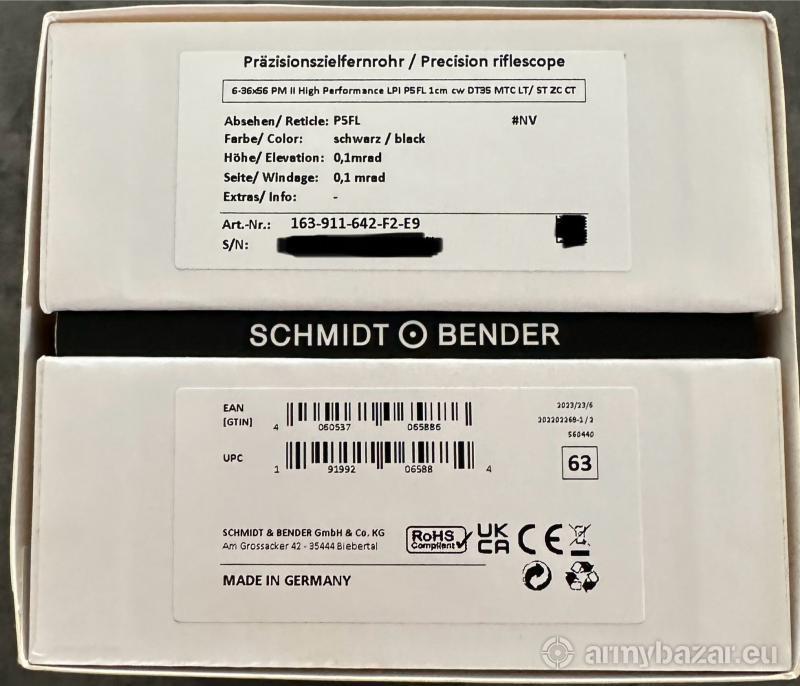 Präzisionszielfernrohr / Precision riflescope
6-36x56 PM II High Performance LPI P5FL 1cm cw DT35 MTC LT/ ST ZC CT
Absehen/ Reticle: P5FL #NV
Farbe/ Color: schwarz / black
Höhe/ Elevation: 0,1mrad
Seite/ Windage: 0,1 mrad
Extras/ Info: -
Art.-Nr.: 163-911-642-F2-E9
S/N:
SCHMIDT BENDER
EAN
[GTIN]
4 060537 065886
2023/23/6
202202268-2 / 2
560440
UPC
1 91992 06588 4
63
SCHMIDT & BENDER GmbH & Co. KG
Am Grossacker 42 - 35444 Biebertal
RoHS
Compliant
UK
CA
CE
MADE IN GERMANY
armybazar.eu